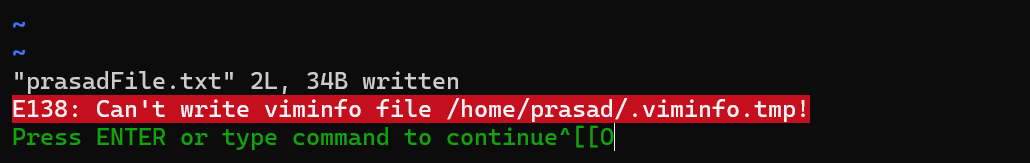 ~
~
"prasadFile.txt" 2L, 34B written
E138: Can't write viminfo file /home/prasad/.viminfo.tmp!
Press ENTER or type command to continue^[[O